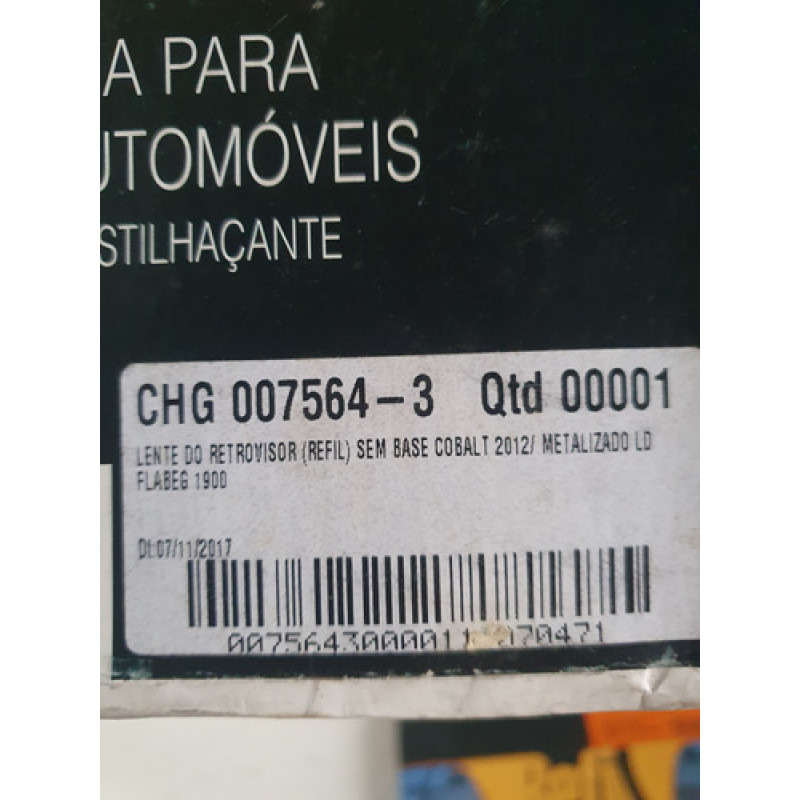 A PARA
UTOMÓVEIS
STILHAÇANTE
CHG 007564-3 Qtd 00001
LENTE DO RETROVISOR (REFIL) SEM BASE COBALT 2012/ METALIZADO LD
FLABEG 1900
Dt:07/11/2017